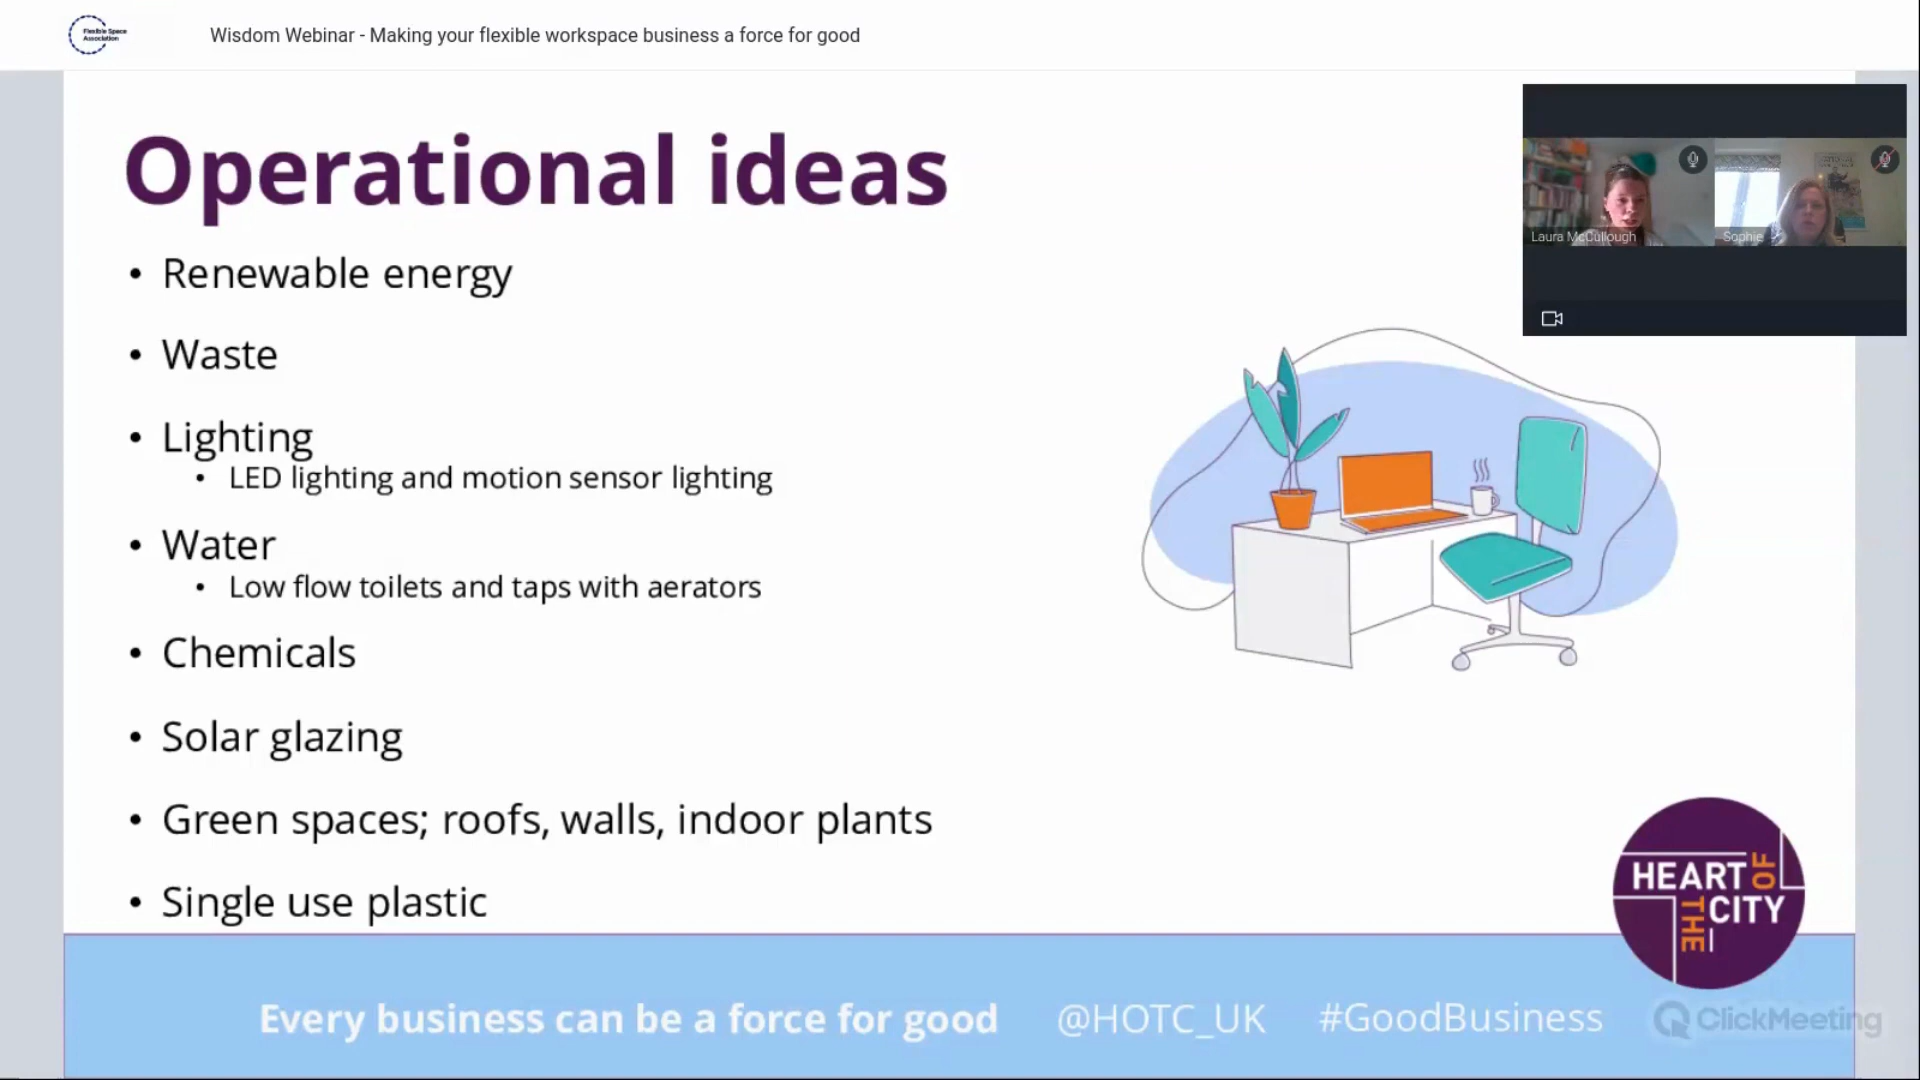 Flexible Space
Association
Wisdom Webinar - Making your flexible workspace business a force for good
Laura McCullough
Sophie
Operational ideas
• Renewable energy
• Waste
• Lighting
• LED lighting and motion sensor lighting
• Water
• Low flow toilets and taps with aerators
• Chemicals
• Solar glazing
• Green spaces; roofs, walls, indoor plants
• Single use plastic
HEART OF
THE CITY
Every business can be a force for good @HOTC_UK #GoodBusiness
ClickMeeting